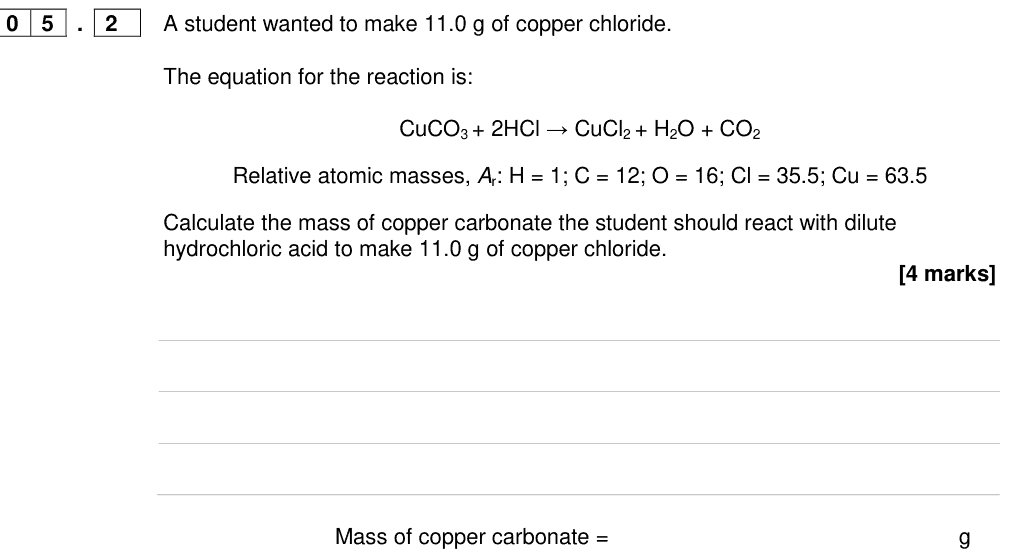 0 5 . 2 A student wanted to make 11.0 g of copper chloride.
The equation for the reaction is:
CuCO₃ + 2HCl → CuCl₂ + H₂O + CO₂
Relative atomic masses, Aᵣ: H = 1; C = 12; O = 16; Cl = 35.5; Cu = 63.5
Calculate the mass of copper carbonate the student should react with dilute
hydrochloric acid to make 11.0 g of copper chloride.
[4 marks]
Mass of copper carbonate = g